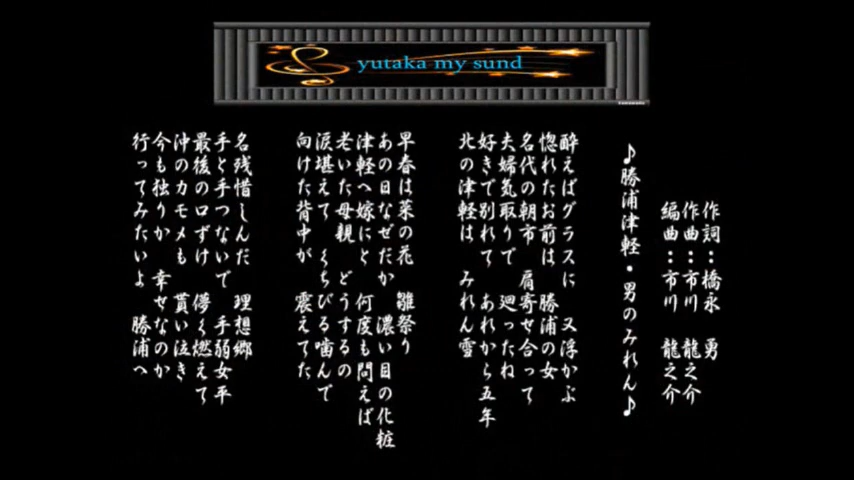 yutaka my sund
作詞：橋永　勇
作曲：市川　龍之介
編曲：市川　龍之介
♪勝浦津軽・男のみれん♪
酔えばグラスに　又浮かぶ
惚れたお前は　勝浦の女
名代の朝市　肩寄せ合って
夫婦気取りで　廻ったね
好きで別れて　あれから五年
北の津軽は　みれん雪
早春は菜の花　雛祭り
あの日なぜだか　濃い目の化粧
津軽へ嫁にと　何度も問えば
老いた母親　どうするの
涙堪えて　くちびる噛んで
向けた背中が　震えてた
名残惜しんだ　理想郷
手と手つないで　手弱女平
最後の口ずけ　儚く燃えて
沖のカモメも　貰い泣き
今も独りか　幸せなのか
行ってみたいよ　勝浦へ